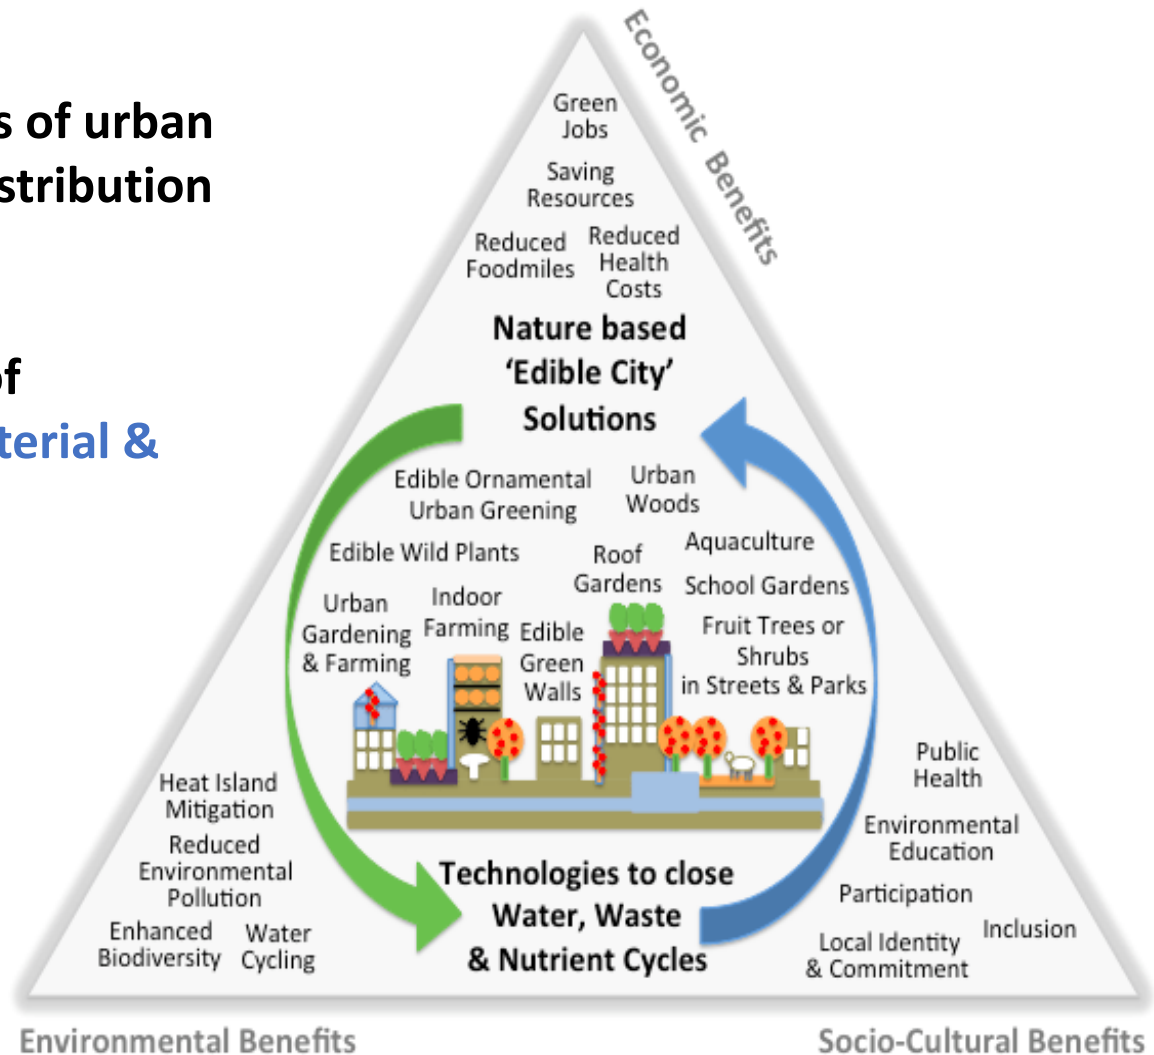 s of urban
stribution
of
terial &
Economic Benefits
Green
Jobs
Saving
Resources
Reduced
Foodmiles
Reduced
Health
Costs
Nature based
‘Edible City’
Solutions
Edible Ornamental
Urban Greening
Urban
Woods
Edible Wild Plants
Roof
Gardens
Aquaculture
School Gardens
Urban
Gardening
& Farming
Indoor
Farming
Edible
Green
Walls
Fruit Trees or
Shrubs
in Streets & Parks
Heat Island
Mitigation
Reduced
Environmental
Pollution
Enhanced
Biodiversity
Water
Cycling
Technologies to close
Water, Waste
& Nutrient Cycles
Public
Health
Environmental
Education
Participation
Inclusion
Local Identity
& Commitment
Environmental Benefits
Socio-Cultural Benefits